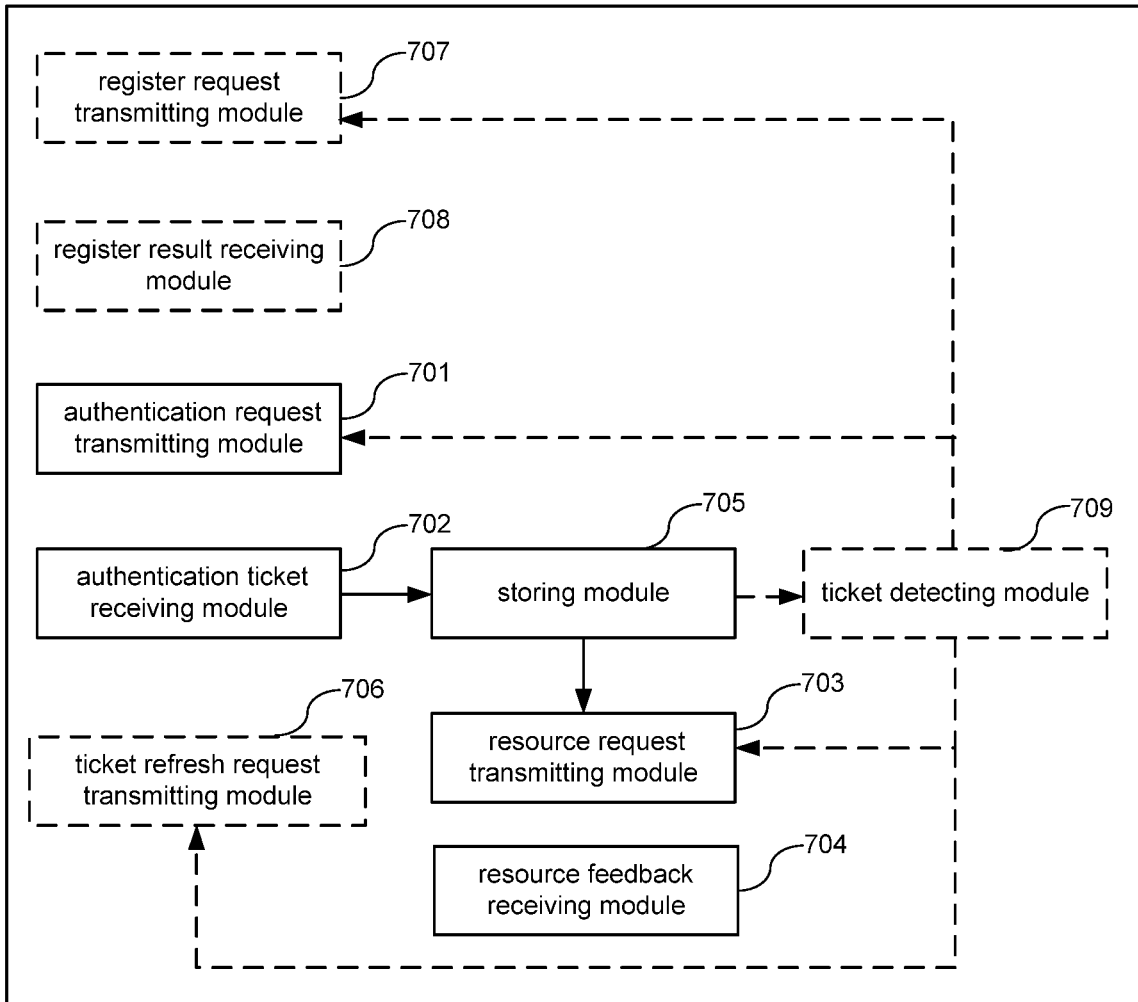 707
register request
transmitting module
708
register result receiving
module
701
authentication request
transmitting module
702
authentication ticket
receiving module
705
storing module
709
ticket detecting module
706
ticket refresh request
transmitting module
703
resource request
transmitting module
704
resource feedback
receiving module